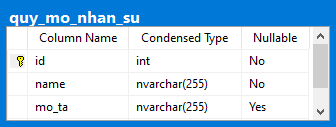 quy_mo_nhan_su
Column Name Condensed Type Nullable
id int No
name nvarchar(255) No
mo_ta nvarchar(255) Yes